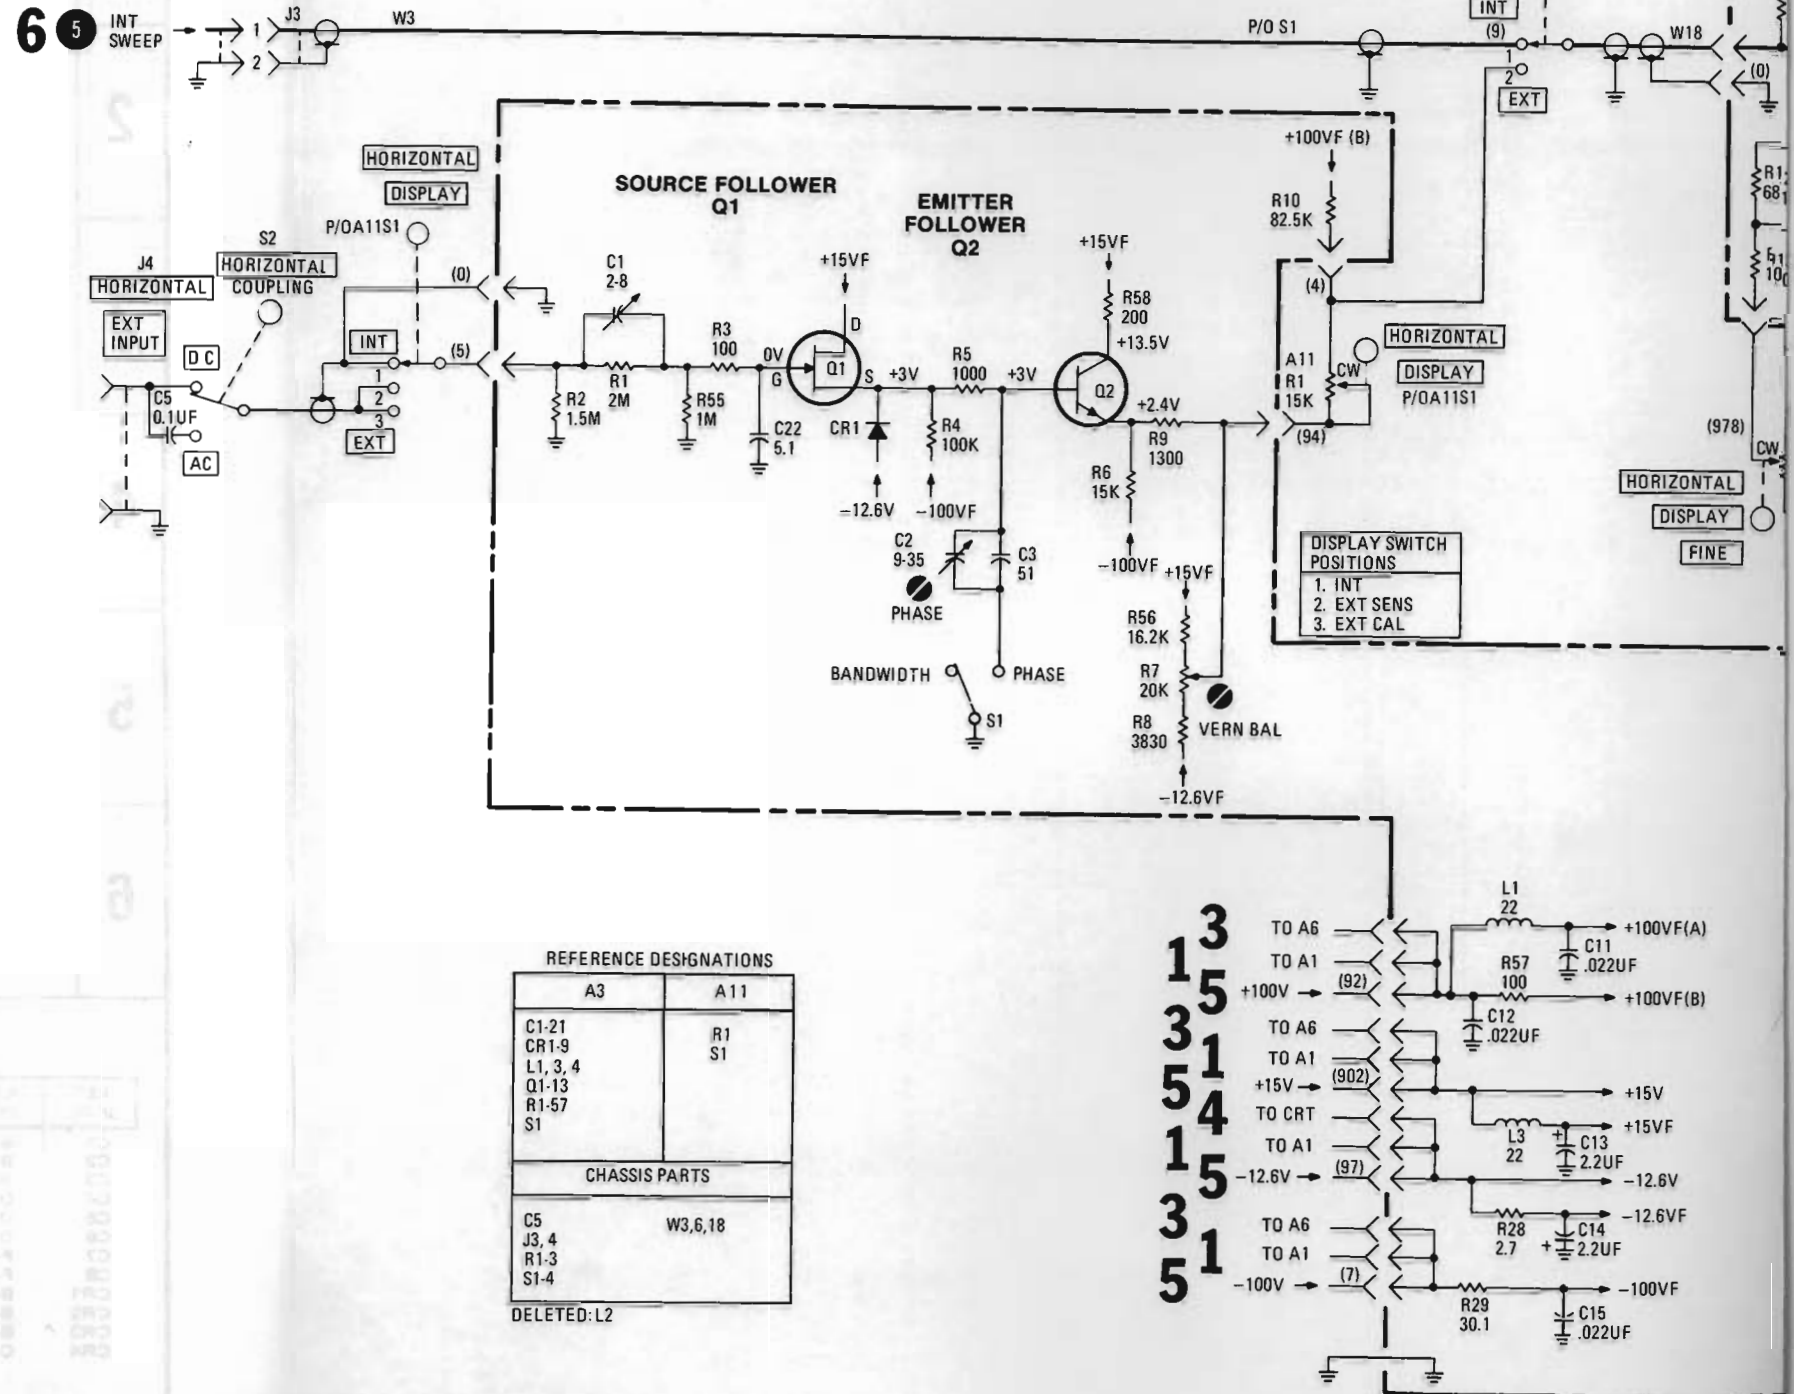 6 5 INT SWEEP
1
2
J3
W3
P/O S1
INT
(9)
1
2
EXT
W18
(0)
HORIZONTAL
DISPLAY
P/OA11S1
S2
HORIZONTAL
COUPLING
J4
HORIZONTAL
EXT
INPUT
DC
C5
0.1UF
AC
INT
1
2
3
EXT
(0)
(5)
SOURCE FOLLOWER
Q1
EMITTER
FOLLOWER
Q2
C1
2-8
R2
1.5M
R1
2M
R3
100
R55
1M
0V
G
C22
5.1
+15VF
D
Q1
S
+3V
CR1
-12.6V
R4
100K
-100VF
R5
1000
+3V
C2
9-35
PHASE
C3
51
BANDWIDTH
PHASE
S1
+15VF
R58
200
+13.5V
Q2
+2.4V
R9
1300
R6
15K
-100VF
+15VF
R56
16.2K
R7
20K
R8
3830
VERN BAL
-12.6VF
+100VF (B)
R10
82.5K
(4)
A11
R1
15K
CW
HORIZONTAL
DISPLAY
P/OA11S1
(94)
DISPLAY SWITCH
POSITIONS
1. INT
2. EXT SENS
3. EXT CAL
(978)
CW
HORIZONTAL
DISPLAY
FINE
REFERENCE DESIGNATIONS
A3
A11
C1-21
CR1-9
L1, 3, 4
Q1-13
R1-57
S1
R1
S1
CHASSIS PARTS
C5
J3, 4
R1-3
S1-4
W3,6,18
DELETED: L2
3 TO A6
1 TO A1
5 +100V (92)
L1
22
+100VF(A)
C11
.022UF
R57
100
+100VF(B)
C12
.022UF
3 TO A6
1 TO A1
5 +15V (902)
+15V
L3
22
+15VF
+
C13
2.2UF
4 TO CRT
1 TO A1
5 -12.6V (97)
-12.6V
R28
2.7
-12.6VF
+
C14
2.2UF
3 TO A6
1 TO A1
5 -100V (7)
R29
30.1
-100VF
C15
.022UF